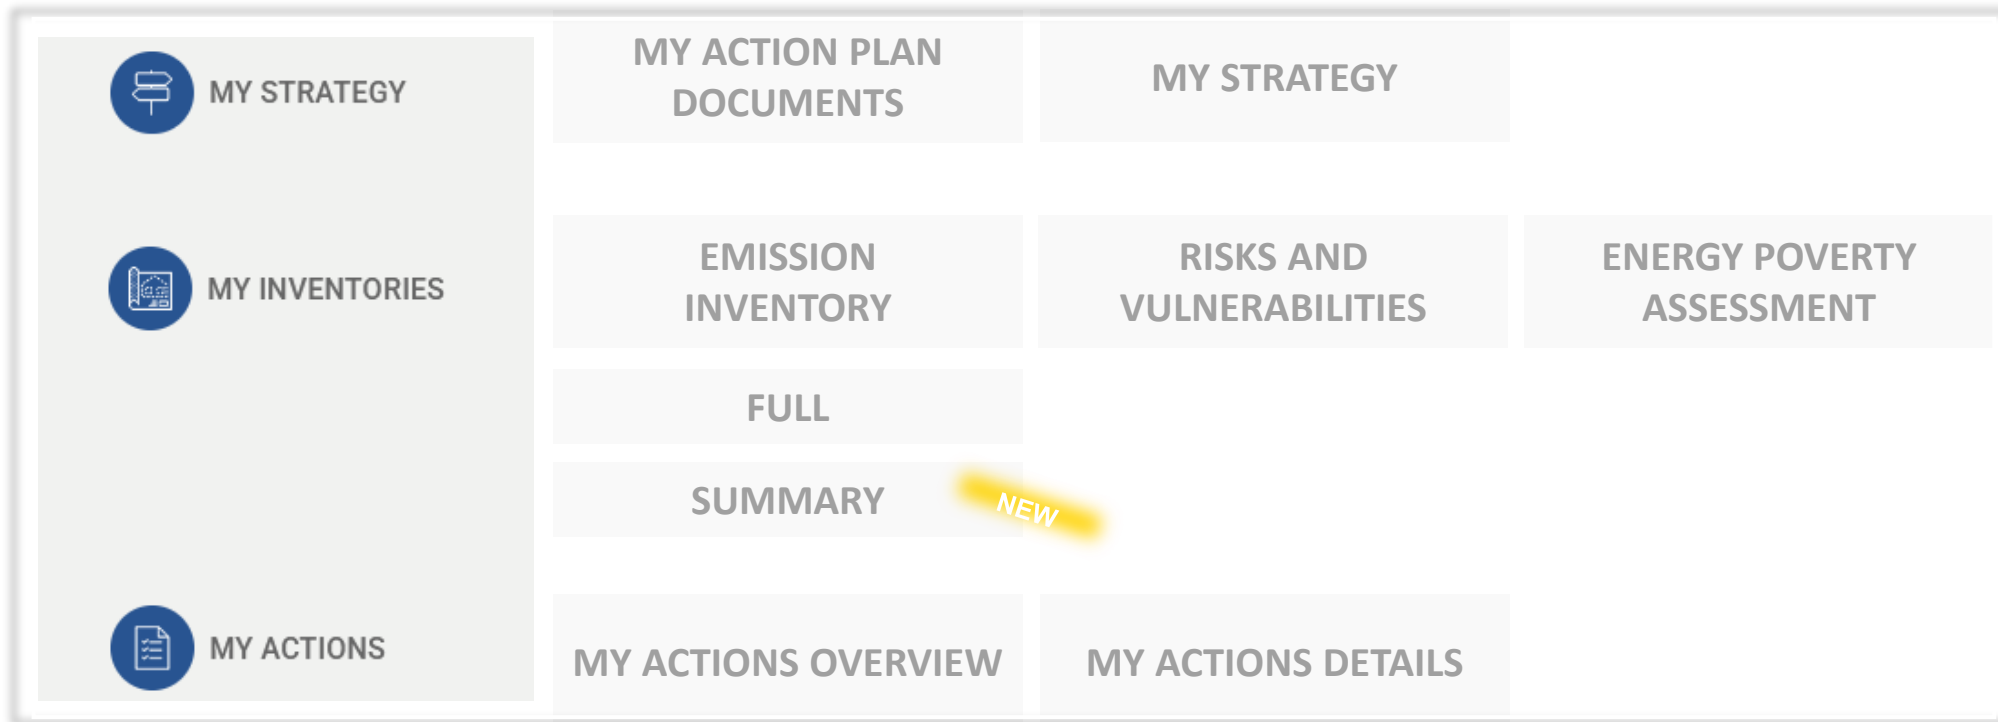 MY STRATEGY
MY ACTION PLAN
DOCUMENTS
MY STRATEGY
MY INVENTORIES
EMISSION
INVENTORY
RISKS AND
VULNERABILITIES
ENERGY POVERTY
ASSESSMENT
FULL
SUMMARY
NEW
MY ACTIONS
MY ACTIONS OVERVIEW
MY ACTIONS DETAILS